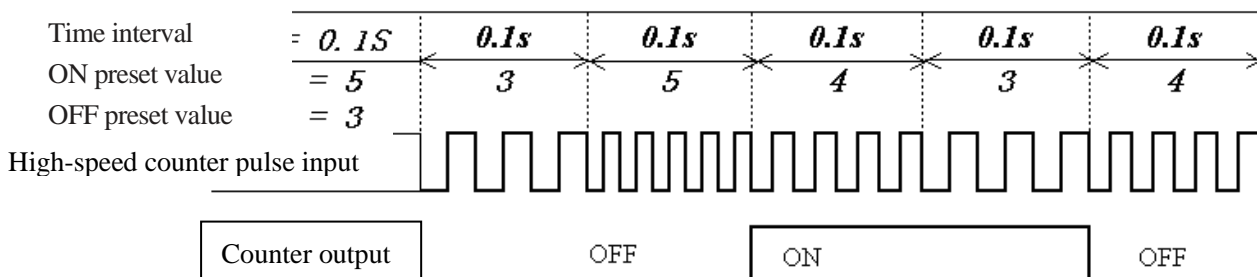 Time interval = 0.1S 0.1s 0.1s 0.1s 0.1s 0.1s
ON preset value = 5 3 5 4 3 4
OFF preset value = 3
High-speed counter pulse input
Counter output OFF ON OFF